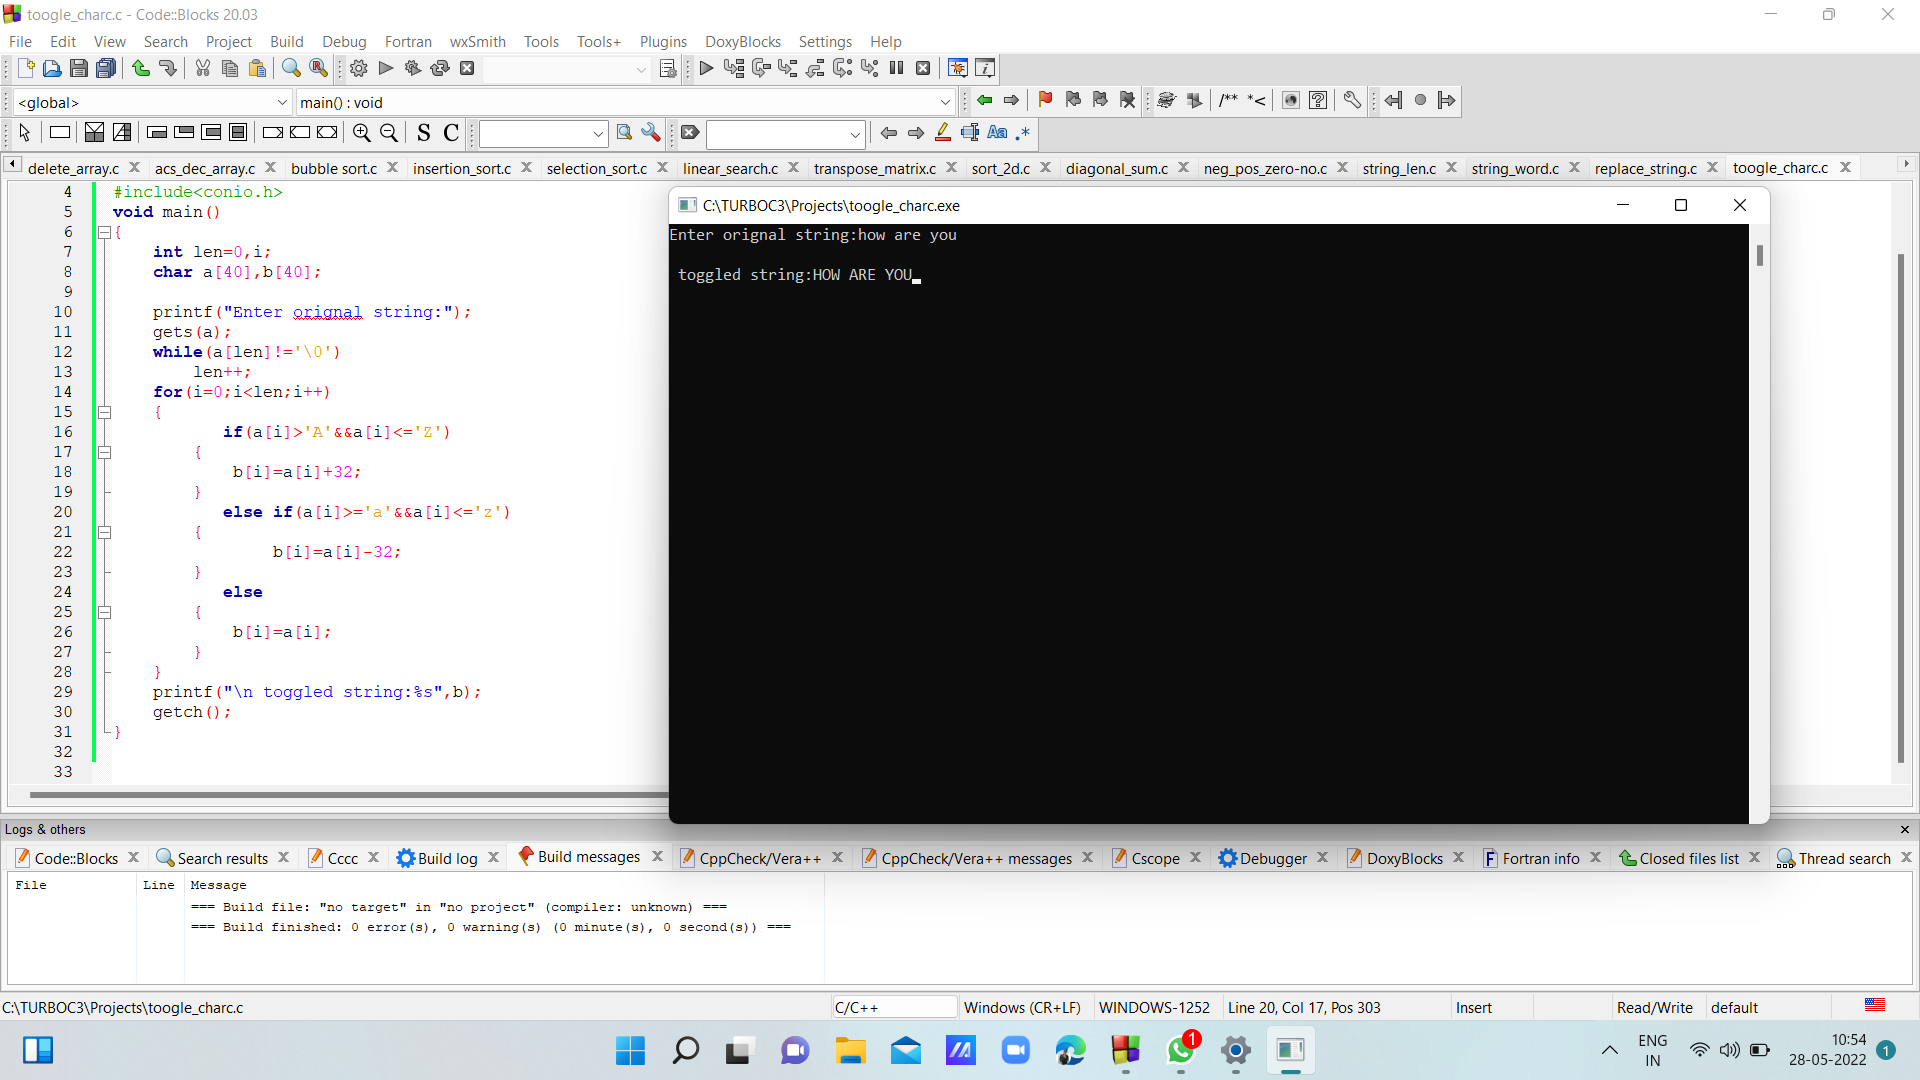 toogle_charc.c - Code::Blocks 20.03
File Edit View Search Project Build Debug Fortran wxSmith Tools Tools+ Plugins DoxyBlocks Settings Help
<global> main() : void /** *<
S C Aa .*
delete_array.c acs_dec_array.c bubble sort.c insertion_sort.c selection_sort.c linear_search.c transpose_matrix.c sort_2d.c diagonal_sum.c neg_pos_zero-no.c string_len.c string_word.c replace_string.c toogle_charc.c
4 #include<conio.h>
5 void main()
6 {
7 int len=0,i;
8 char a[40],b[40];
9
10 printf("Enter orignal string:");
11 gets(a);
12 while(a[len]!='\0')
13 len++;
14 for(i=0;i<len;i++)
15 {
16 if(a[i]>'A'&&a[i]<='Z')
17 {
18 b[i]=a[i]+32;
19 }
20 else if(a[i]>='a'&&a[i]<='z')
21 {
22 b[i]=a[i]-32;
23 }
24 else
25 {
26 b[i]=a[i];
27 }
28 }
29 printf("\n toggled string:%s",b);
30 getch();
31 }
32
33
C:\TURBOC3\Projects\toogle_charc.exe
Enter orignal string:how are you
toggled string:HOW ARE YOU
Logs & others
Code::Blocks Search results Cccc Build log Build messages CppCheck/Vera++ CppCheck/Vera++ messages Cscope Debugger DoxyBlocks Fortran info Closed files list Thread search
File Line Message
=== Build file: "no target" in "no project" (compiler: unknown) ===
=== Build finished: 0 error(s), 0 warning(s) (0 minute(s), 0 second(s)) ===
C:\TURBOC3\Projects\toogle_charc.c C/C++ Windows (CR+LF) WINDOWS-1252 Line 20, Col 17, Pos 303 Insert Read/Write default
1
ENG
IN
10:54
28-05-2022
1